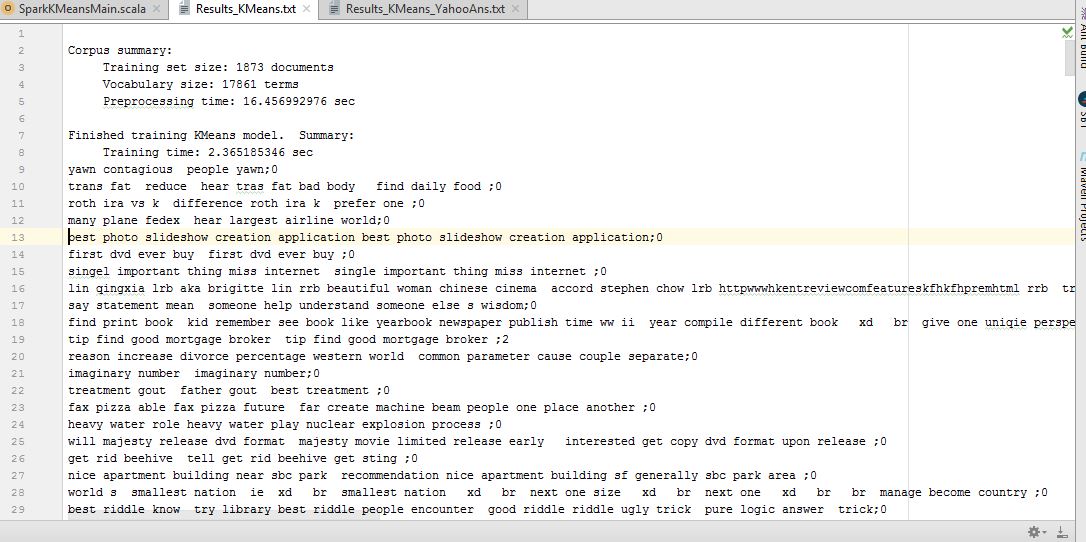 SparkKMeansMain.scala Results_KMeans.txt Results_KMeans_YahooAns.txt
1
2 Corpus summary:
3 Training set size: 1873 documents
4 Vocabulary size: 17861 terms
5 Preprocessing time: 16.456992976 sec
6
7 Finished training KMeans model.  Summary:
8 Training time: 2.365185346 sec
9 yawn contagious  people yawn;0
10 trans fat  reduce  hear tras fat bad body   find daily food ;0
11 roth ira vs k  difference roth ira k  prefer one ;0
12 many plane fedex  hear largest airline world;0
13 best photo slideshow creation application best photo slideshow creation application;0
14 first dvd ever buy  first dvd ever buy ;0
15 singel important thing miss internet  single important thing miss internet ;0
16 lin qingxia lrb aka brigitte lin rrb beautiful woman chinese cinema  accord stephen chow lrb httpwwwhkentreviewcomfeatureskfhkfhpremhtml rrb  tr
17 say statement mean  someone help understand someone else s wisdom;0
18 find print book  kid remember see book like yearbook newspaper publish time ww ii  year compile different book   xd   br  give one uniqie perspe
19 tip find good mortgage broker  tip find good mortgage broker ;2
20 reason increase divorce percentage western world  common parameter cause couple separate;0
21 imaginary number  imaginary number;0
22 treatment gout  father gout  best treatment ;0
23 fax pizza able fax pizza future  far create machine beam people one place another ;0
24 heavy water role heavy water play nuclear explosion process ;0
25 will majesty release dvd format  majesty movie limited release early   interested get copy dvd format upon release ;0
26 get rid beehive  tell get rid beehive get sting ;0
27 nice apartment building near sbc park  recommendation nice apartment building sf generally sbc park area ;0
28 world s  smallest nation  ie  xd   br  smallest nation   xd   br  next one size   xd   br  next one   xd   br   br  manage become country ;0
29 best riddle know  try library best riddle people encounter  good riddle riddle ugly trick  pure logic answer  trick;0
Ant Build
SBT
Maven Projects